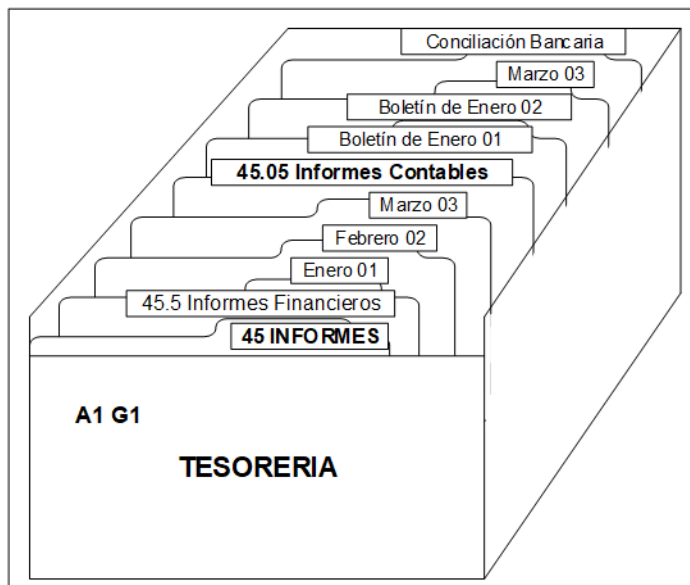 Conciliación Bancaria
Marzo 03
Boletín de Enero 02
Boletín de Enero 01
45.05 Informes Contables
Marzo 03
Febrero 02
Enero 01
45.5 Informes Financieros
45 INFORMES
A1 G1
TESORERIA